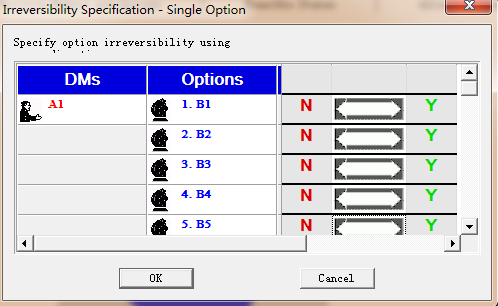 Irreversibility Specification - Single Option
Specify option irreversibility using
DMs Options
A1 1. B1 N Y
2. B2 N Y
3. B3 N Y
4. B4 N Y
5. B5 N Y
OK Cancel